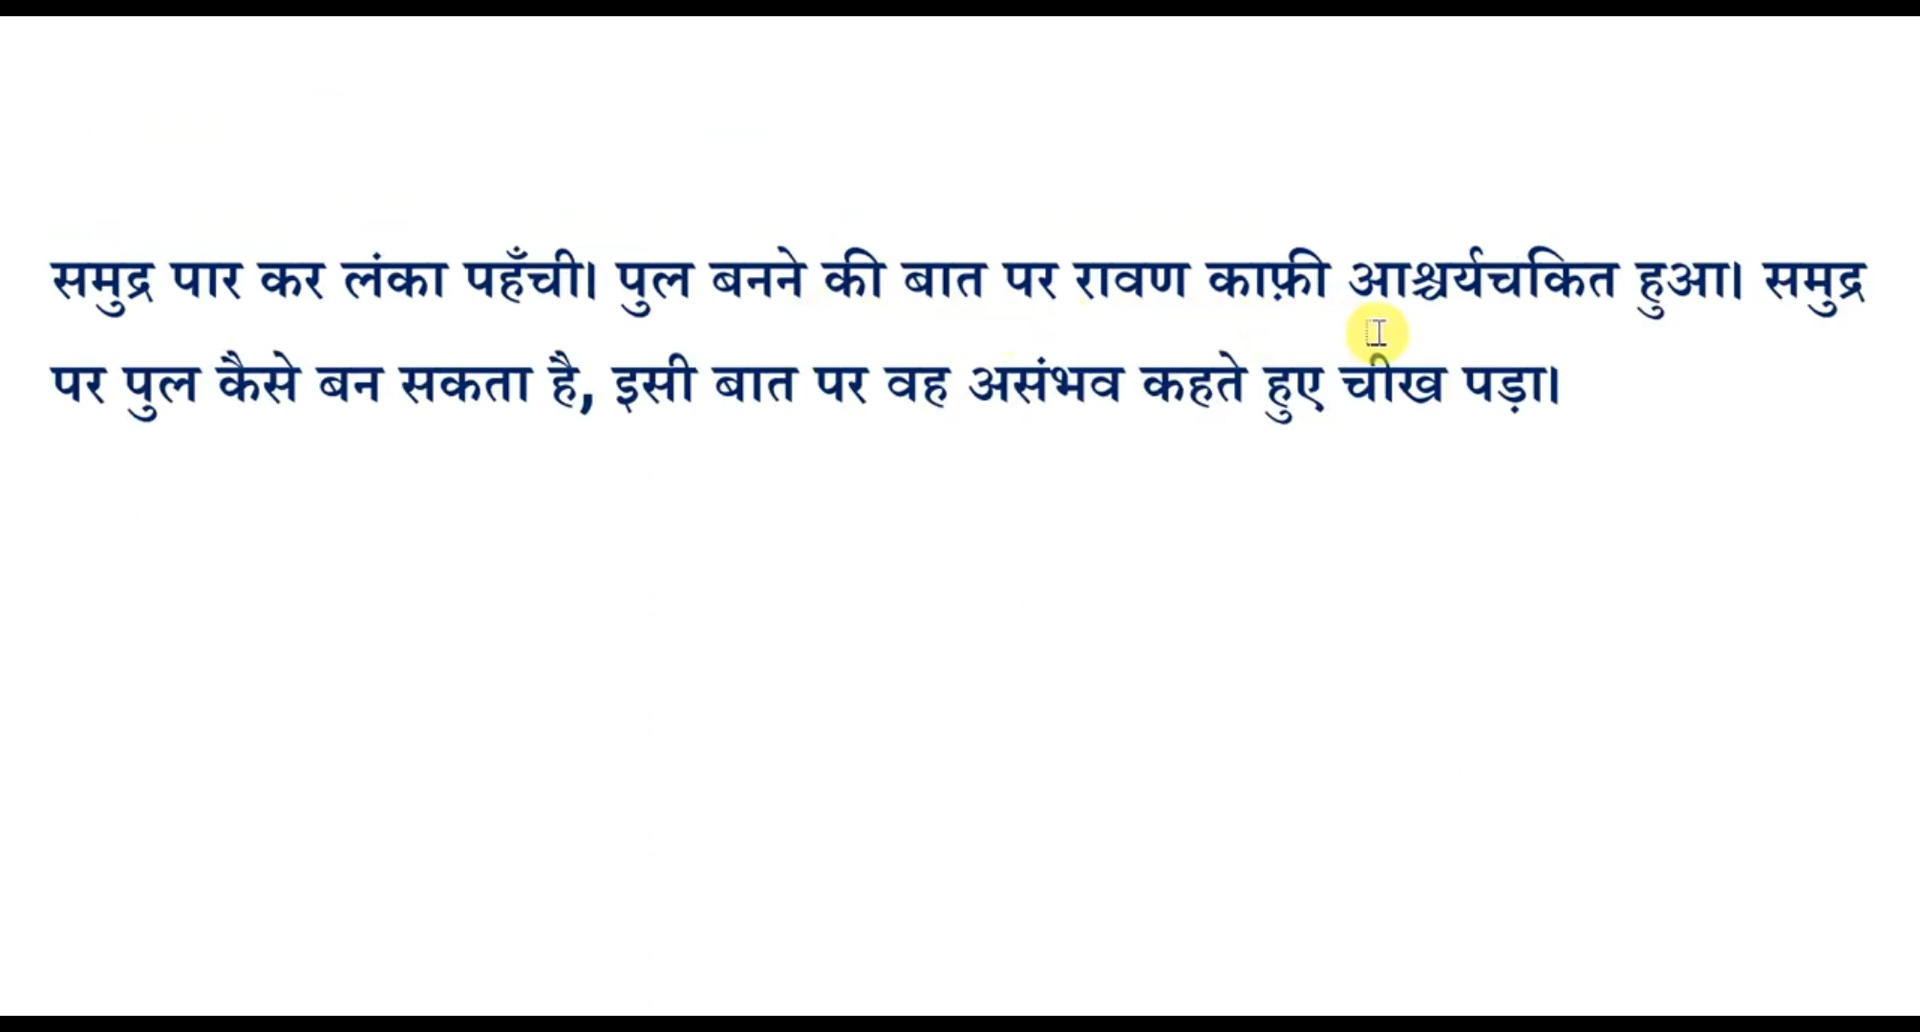 समुद्र पार कर लंका पहँची। पुल बनने की बात पर रावण काफ़ी आश्चर्यचकित हुआ। समुद्र
पर पुल कैसे बन सकता है, इसी बात पर वह असंभव कहते हुए चीख पड़ा।